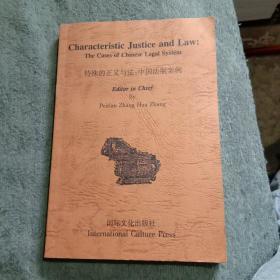 Characteristic Justice and Law:
The Cases of Chinese Legal System
特殊的正义与法：中国法制案例
Editor in Chief
By
Peitian Zhang Hua Zhang
国际文化出版社
International Culture Press